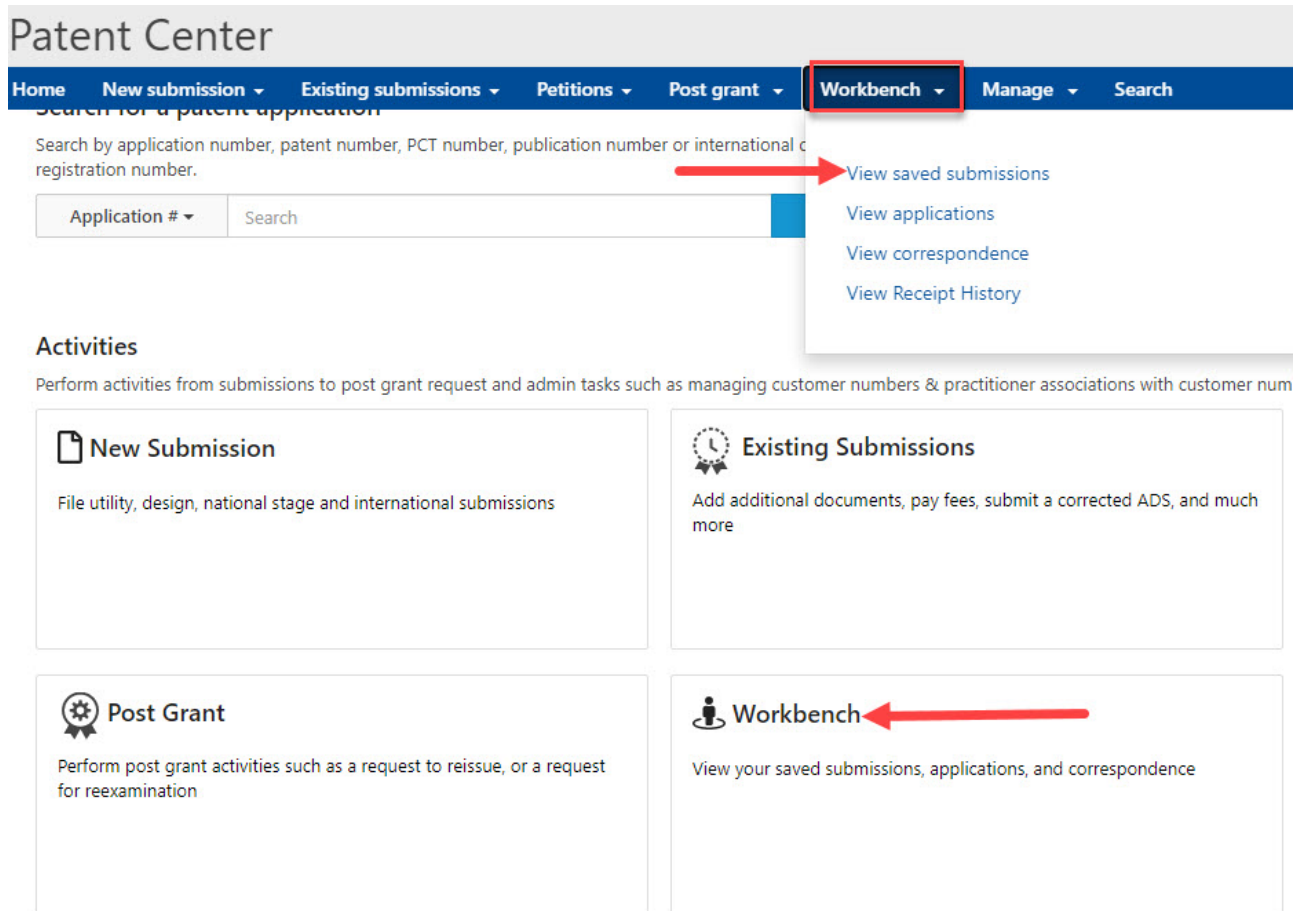 Patent Center
Home New submission Existing submissions Petitions Post grant Workbench Manage Search
Search for a patent application
Search by application number, patent number, PCT number, publication number or international
registration number.
Application # Search
View saved submissions
View applications
View correspondence
View Receipt History
Activities
Perform activities from submissions to post grant request and admin tasks such as managing customer numbers & practitioner associations with customer num
New Submission
File utility, design, national stage and international submissions
Existing Submissions
Add additional documents, pay fees, submit a corrected ADS, and much
more
Post Grant
Perform post grant activities such as a request to reissue, or a request
for reexamination
Workbench
View your saved submissions, applications, and correspondence